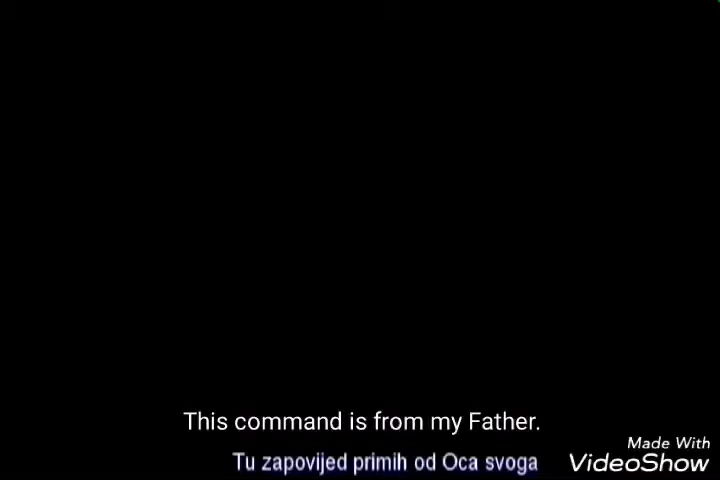 This command is from my Father.
Tu zapovijed primih od Oca svoga
Made With
VideoShow